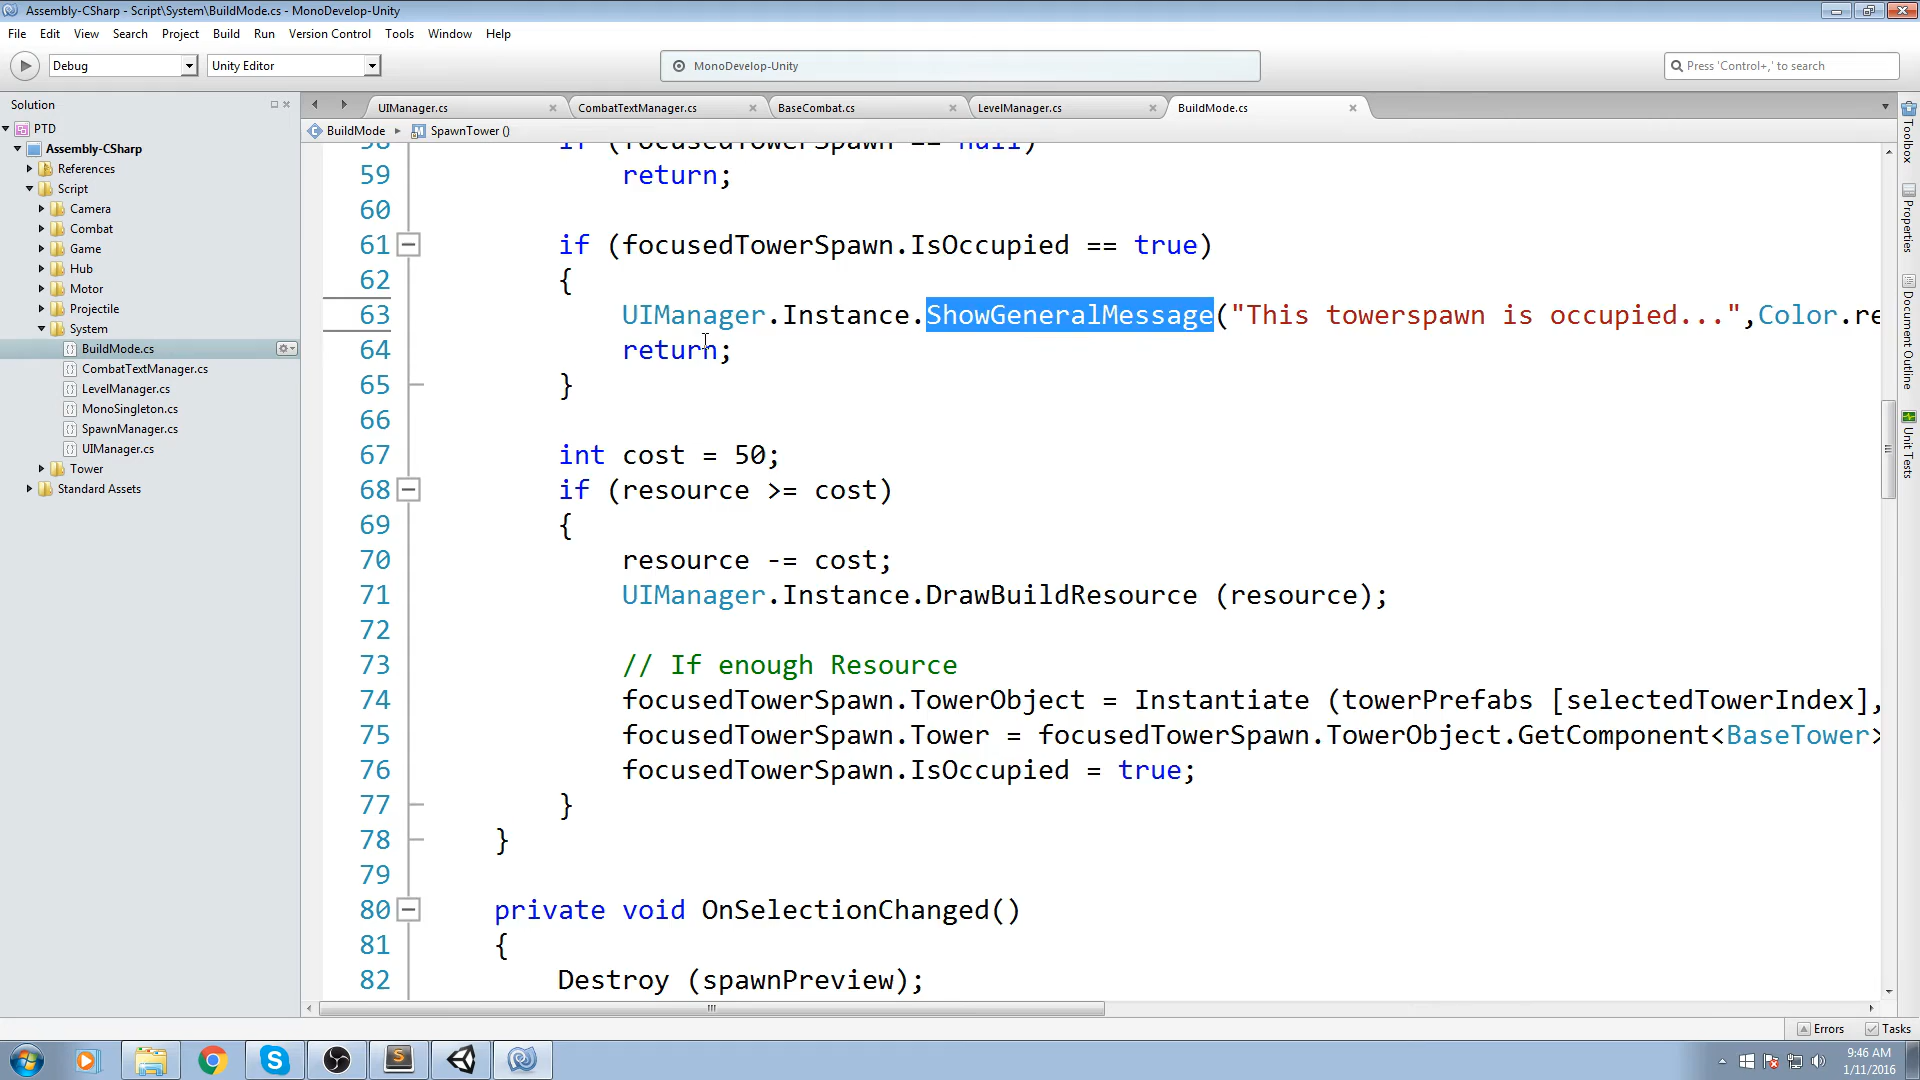 Assembly-CSharp - Script\System\BuildMode.cs - MonoDevelop-Unity
File Edit View Search Project Build Run Version Control Tools Window Help
Debug Unity Editor MonoDevelop-Unity Press 'Control+,' to search
Solution
PTD
Assembly-CSharp
References
Script
Camera
Combat
Game
Hub
Motor
Projectile
System
BuildMode.cs
CombatTextManager.cs
LevelManager.cs
MonoSingleton.cs
SpawnManager.cs
UIManager.cs
Tower
Standard Assets
UIManager.cs CombatTextManager.cs BaseCombat.cs LevelManager.cs BuildMode.cs
BuildMode SpawnTower ()
58 if (focusedTowerSpawn == null)
59 return;
60
61 if (focusedTowerSpawn.IsOccupied == true)
62 {
63 UIManager.Instance.ShowGeneralMessage("This towerspawn is occupied...",Color.re
64 return;
65 }
66
67 int cost = 50;
68 if (resource >= cost)
69 {
70 resource -= cost;
71 UIManager.Instance.DrawBuildResource (resource);
72
73 // If enough Resource
74 focusedTowerSpawn.TowerObject = Instantiate (towerPrefabs [selectedTowerIndex],
75 focusedTowerSpawn.Tower = focusedTowerSpawn.TowerObject.GetComponent<BaseTower>
76 focusedTowerSpawn.IsOccupied = true;
77 }
78 }
79
80 private void OnSelectionChanged()
81 {
82 Destroy (spawnPreview);
Toolbox
Properties
Document Outline
Unit Tests
Errors Tasks
9:46 AM
1/11/2016